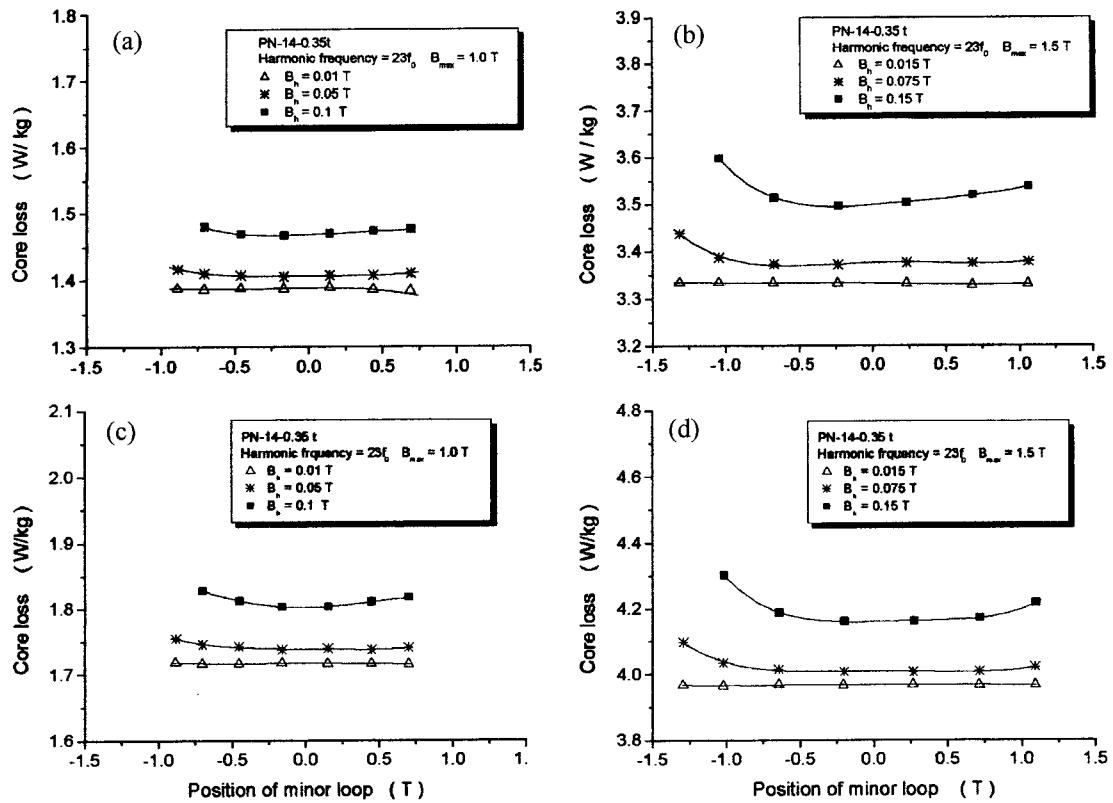 (a)
PN-14-0.35t
Harmonic frequency = 23f0 Bmax = 1.0 T
Bh = 0.01 T
Bh = 0.05 T
Bh = 0.1 T
Core loss (W/ kg)
1.8
1.7
1.6
1.5
1.4
1.3
-1.5 -1.0 -0.5 0.0 0.5 1.0 1.5
(b)
PN-14-0.35 t
Harmonic frequency = 23f0 Bmax = 1.5 T
Bh = 0.015 T
Bh = 0.075 T
Bh = 0.15 T
Core loss (W / kg)
3.9
3.8
3.7
3.6
3.5
3.4
3.3
3.2
-1.5 -1.0 -0.5 0.0 0.5 1.0 1.5
(c)
PN-14-0.35 t
Harmonic frquency = 23f0 Bmax = 1.0 T
Bh = 0.01 T
Bh = 0.05 T
Bh = 0.1 T
Core loss (W/kg)
2.1
2.0
1.9
1.8
1.7
1.6
-1.5 -1.0 -0.5 0.0 0.5 1.0 1.
Position of minor loop (T)
(d)
PN-14-0.35 t
Harmonic frequency = 23f0 Bmax = 1.5 T
Bh = 0.015 T
Bh = 0.075 T
Bh = 0.15 T
Core loss (W/kg)
4.8
4.6
4.4
4.2
4.0
3.8
-1.5 -1.0 -0.5 0.0 0.5 1.0 1.5
Position of minor loop (T)